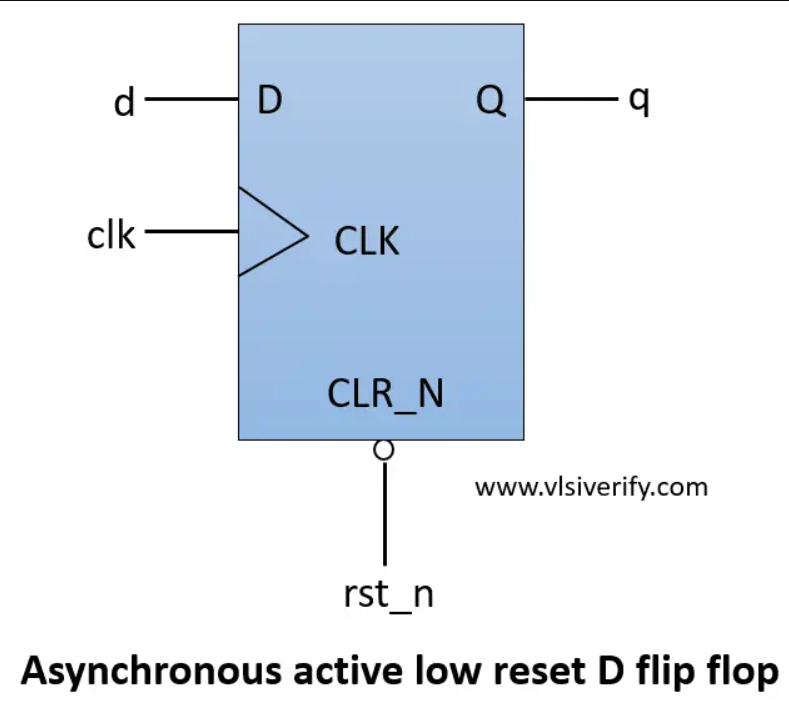 d D Q q
clk CLK
CLR_N
www.vlsiverify.com
rst_n
Asynchronous active low reset D flip flop